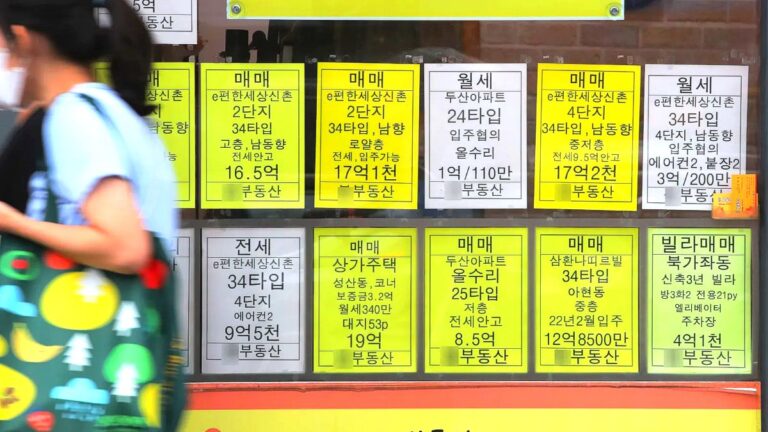 5억
부동산
매매
e편한세상신촌
2단지
34타입
고층,남동향
전세안고
16.5억
부동산
매매
e편한세상신촌
2단지
34타입,남향
로얄층
전세,입주가능
17억1천
부동산
월세
두산아파트
24타입
입주협의
올수리
1억/110만
부동산
매매
e편한세상신촌
4단지
34타입,남동향
중저층
전세9.5억안고
17억2천
부동산
월세
e편한세상신촌
34타입
4단지,남동향
에어컨2,붙장2
3억/200만
부동산
전세
e편한세상신촌
34타입
4단지
에어컨2
9억5천
부동산
매매
상가주택
성산동,코너
보증금3.2억
월세340만
대지53p
19억
부동산
매매
두산아파트
올수리
25타입
저층
전세안고
8.5억
부동산
매매
삼환나띠르빌
34타입
아현동
중층
22년2월입주
12억8500만
부동산
빌라매매
북가좌동
신축3년 빌라
방3화2 전용21py
엘리베이터
주차장
4억1천
부동산